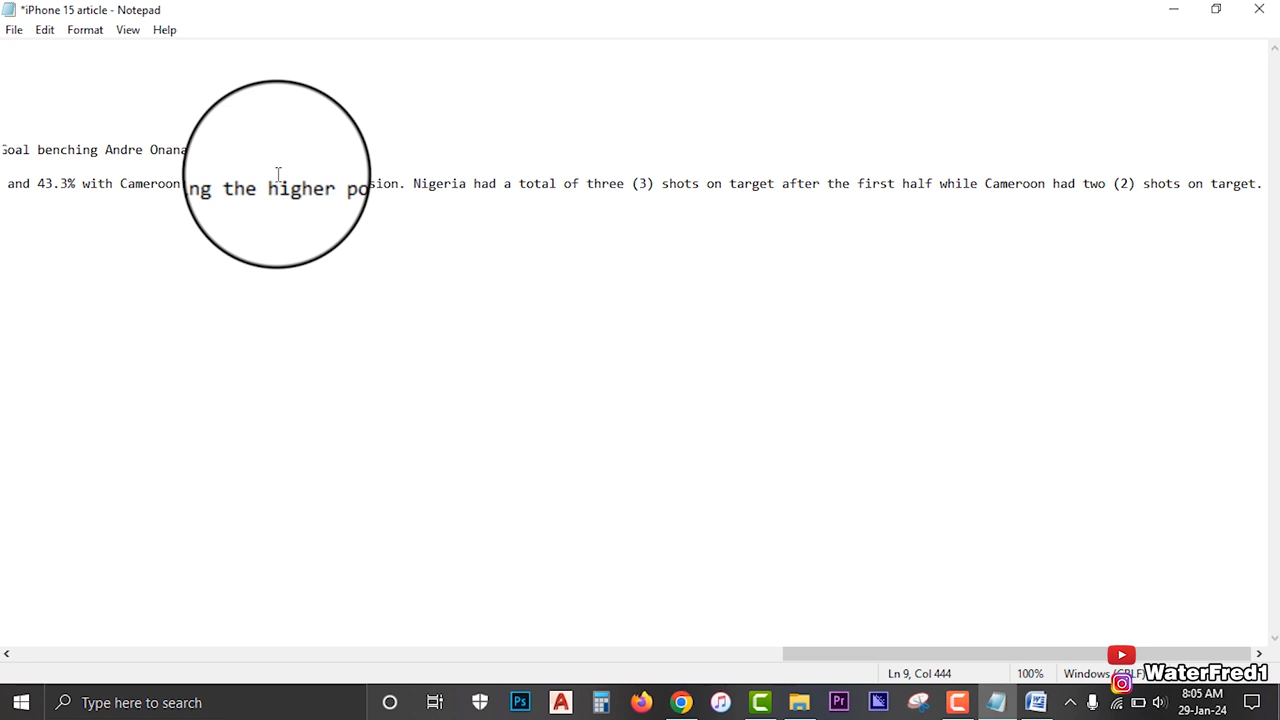 *iPhone 15 article - Notepad
File Edit Format View Help
Goal benching Andre Onana
and 43.3% with Cameroon ng the higher po sion. Nigeria had a total of three (3) shots on target after the first half while Cameroon had two (2) shots on target.
Ln 9, Col 444 100% Windows (CRLF)
WaterFred1
Type here to search
8:05 AM
29-Jan-24